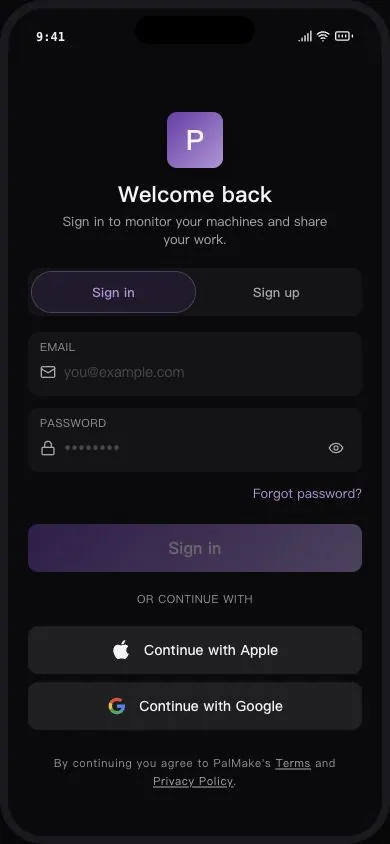 9:41
P
Welcome back
Sign in to monitor your machines and share
your work.
Sign in
Sign up
EMAIL
you@example.com
PASSWORD
••••••••
Forgot password?
Sign in
OR CONTINUE WITH
Continue with Apple
Continue with Google
By continuing you agree to PalMake's Terms and
Privacy Policy.